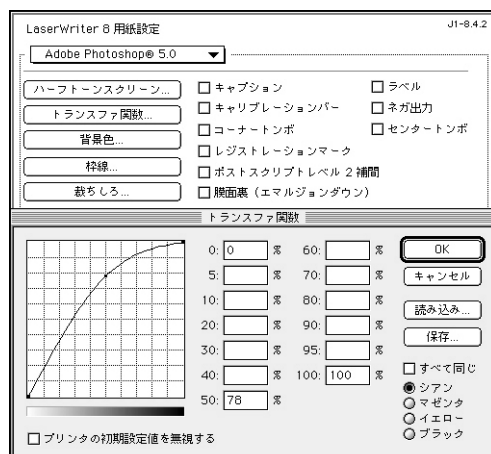 LaserWriter 8 用紙設定
J1-8.4.2
Adobe Photoshop® 5.0
ハーフトーンスクリーン...
トランスファ関数...
背景色...
枠線...
裁ちしろ...
キャプション
キャリブレーションバー
コーナートンボ
レジストレーションマーク
ポストスクリプトレベル 2 補間
膜面裏（エマルジョンダウン）
ラベル
ネガ出力
センタートンボ
トランスファ関数
0: 0 %
5: %
10: %
20: %
30: %
40: %
50: 78 %
60: %
70: %
80: %
90: %
95: %
100: 100 %
OK
キャンセル
読み込み...
保存...
すべて同じ
シアン
マゼンタ
イエロー
ブラック
プリンタの初期設定値を無視する